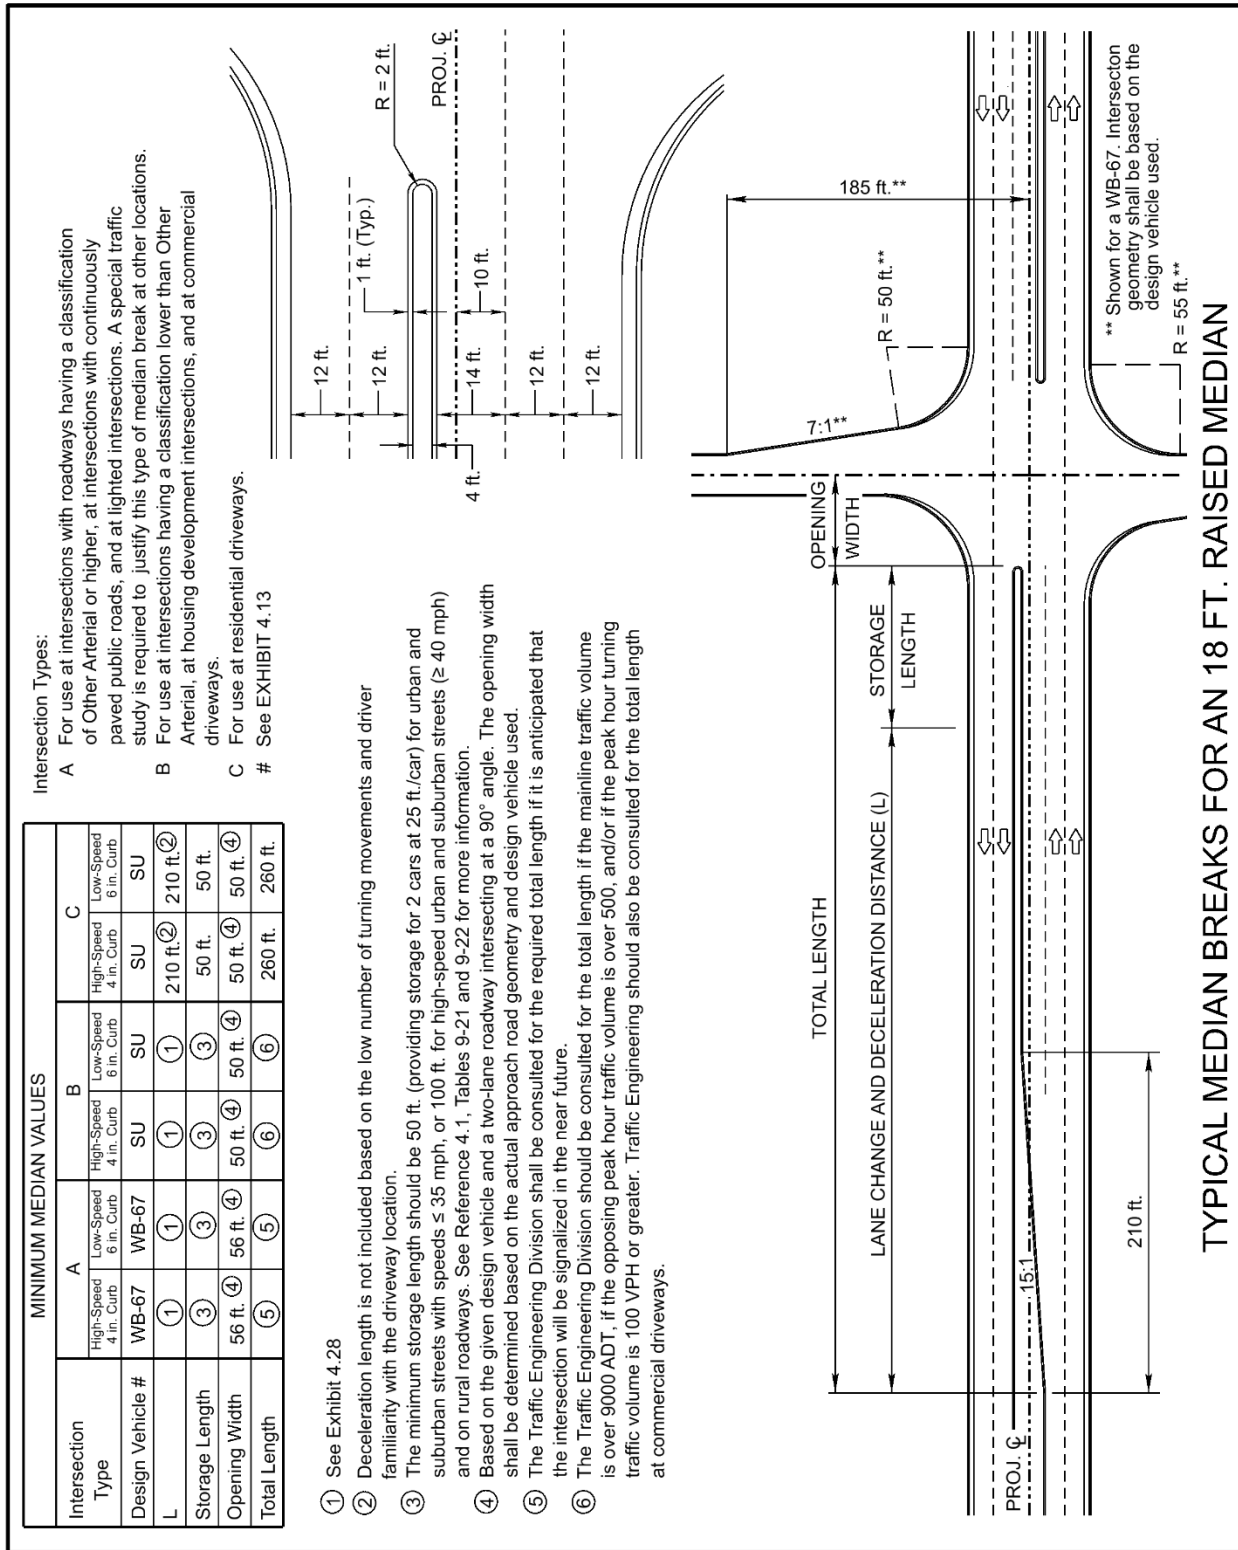 MINIMUM MEDIAN VALUES
Intersection Type
A
B
C
High-Speed 4 in. Curb
Low-Speed 6 in. Curb
High-Speed 4 in. Curb
Low-Speed 6 in. Curb
High-Speed 4 in. Curb
Low-Speed 6 in. Curb
Design Vehicle # WB-67 WB-67 SU SU SU SU
L ① ① ① ① 210 ft.② 210 ft.②
Storage Length ③ ③ ③ ③ 50 ft. 50 ft.
Opening Width 56 ft. ④ 56 ft. ④ 50 ft. ④ 50 ft. ④ 50 ft. ④ 50 ft. ④
Total Length ⑤ ⑤ ⑥ ⑥ 260 ft. 260 ft.
Intersection Types:
A For use at intersections with roadways having a classification
of Other Arterial or higher, at intersections with continuously
paved public roads, and at lighted intersections. A special traffic
study is required to justify this type of median break at other locations.
B For use at intersections having a classification lower than Other
Arterial, at housing development intersections, and at commercial
driveways.
C For use at residential driveways.
# See EXHIBIT 4.13
① See Exhibit 4.28
② Deceleration length is not included based on the low number of turning movements and driver
familiarity with the driveway location.
③ The minimum storage length should be 50 ft. (providing storage for 2 cars at 25 ft./car) for urban and
suburban streets with speeds ≤ 35 mph, or 100 ft. for high-speed urban and suburban streets (≥ 40 mph)
and on rural roadways. See Reference 4.1, Tables 9-21 and 9-22 for more information.
④ Based on the given design vehicle and a two-lane roadway intersecting at a 90° angle. The opening width
shall be determined based on the actual approach road geometry and design vehicle used.
⑤ The Traffic Engineering Division shall be consulted for the required total length if it is anticipated that
the intersection will be signalized in the near future.
⑥ The Traffic Engineering Division should be consulted for the total length if the mainline traffic volume
is over 9000 ADT, if the opposing peak hour traffic volume is over 500, and/or if the peak hour turning
traffic volume is 100 VPH or greater. Traffic Engineering should also be consulted for the total length
at commercial driveways.
12 ft.
12 ft.
1 ft. (Typ.)
R = 2 ft.
4 ft.
14 ft.
10 ft.
PROJ. ℄
12 ft.
12 ft.
TOTAL LENGTH
OPENING
WIDTH
LANE CHANGE AND DECELERATION DISTANCE (L)
STORAGE
LENGTH
7:1**
R = 50 ft.**
185 ft.**
PROJ. ℄
15:1
210 ft.
R = 55 ft.**
** Shown for a WB-67. Intersecton
geometry shall be based on the
design vehicle used.
TYPICAL MEDIAN BREAKS FOR AN 18 FT. RAISED MEDIAN